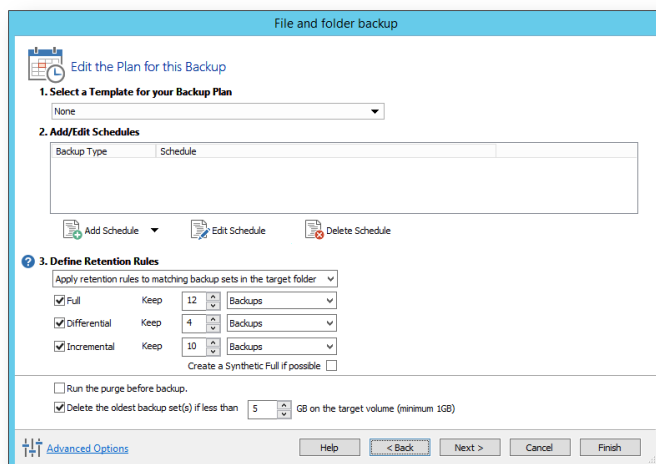 File and folder backup
Edit the Plan for this Backup
1. Select a Template for your Backup Plan
None
2. Add/Edit Schedules
Backup Type Schedule
Add Schedule Edit Schedule Delete Schedule
? 3. Define Retention Rules
Apply retention rules to matching backup sets in the target folder
Full Keep 12 Backups
Differential Keep 4 Backups
Incremental Keep 10 Backups
Create a Synthetic Full if possible
Run the purge before backup.
Delete the oldest backup set(s) if less than 5 GB on the target volume (minimum 1GB)
Advanced Options Help < Back Next > Cancel Finish